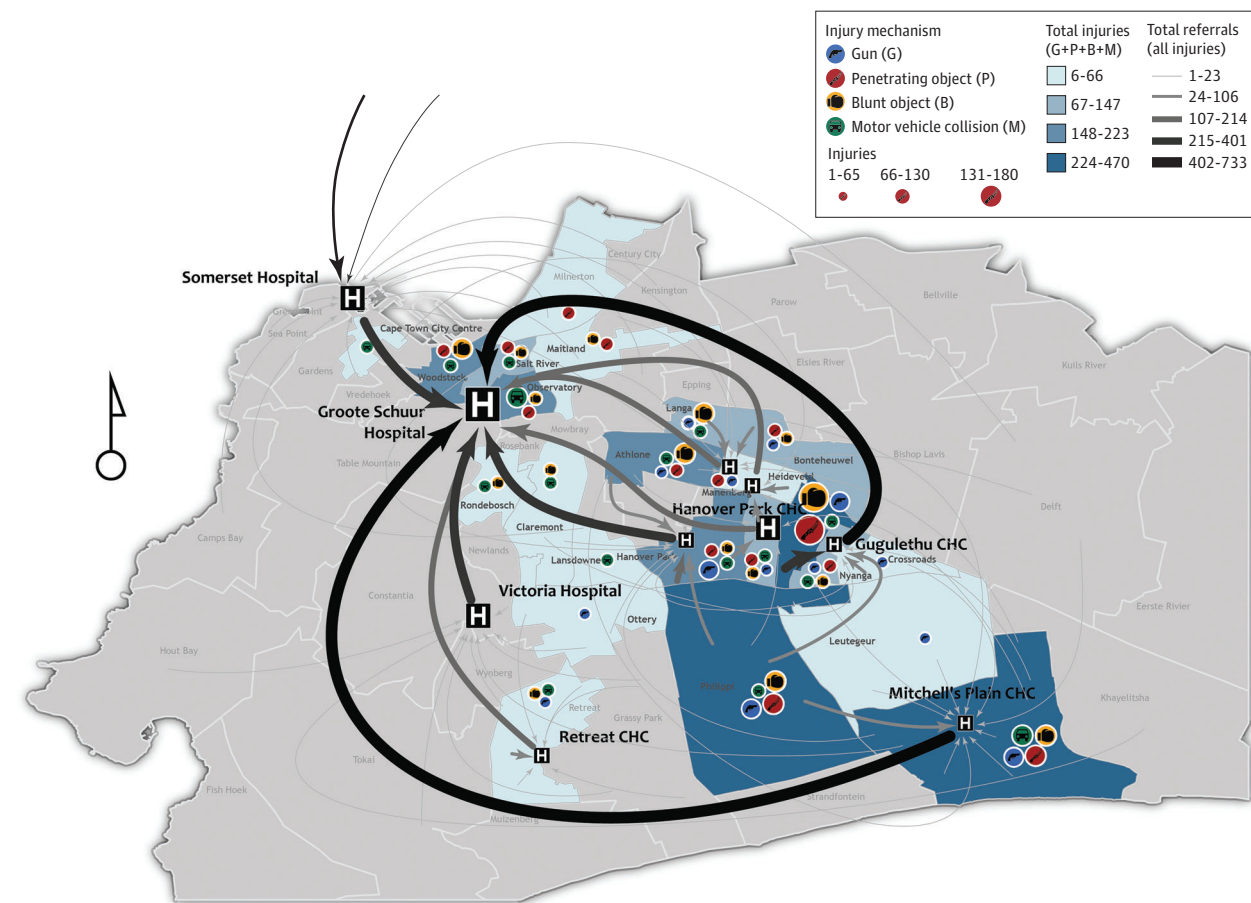 Injury mechanism
Gun (G)
Penetrating object (P)
Blunt object (B)
Motor vehicle collision (M)
Injuries
1-65
66-130
131-180
Total injuries
(G+P+B+M)
6-66
67-147
148-223
224-470
Total referrals
(all injuries)
1-23
24-106
107-214
215-401
402-733
Century City
Milnerton
Kensington
Somerset Hospital
H
Bellville
Parow
Sea Point
Cape Town City Centre
Maitland
Salt River
Elsies River
Kuils River
Gardens
Woodstock
Vredehoek
Observatory
Epping
H
Groote Schuur
Hospital
Langa
Mowbray
Rosebank
Table Mountain
Athlone
H
Bonteheuwel
Bishop Lavis
Heideveld
H
Manenberg
Rondebosch
Delft
Hanover Park CHC
H
Claremont
Camps Bay
Newlands
Lansdowne
Hanover Park
H
H
Gugulethu CHC
Crossroads
Nyanga
Constantia
Victoria Hospital
H
Ottery
Eerste Rivier
Hout Bay
Leutegeur
Wynberg
Philippi
Mitchell's Plain CHC
Khayelitsha
Retreat
Grassy Park
H
Retreat CHC
H
Tokai
Fish Hoek
Strandfontein
Muizenberg